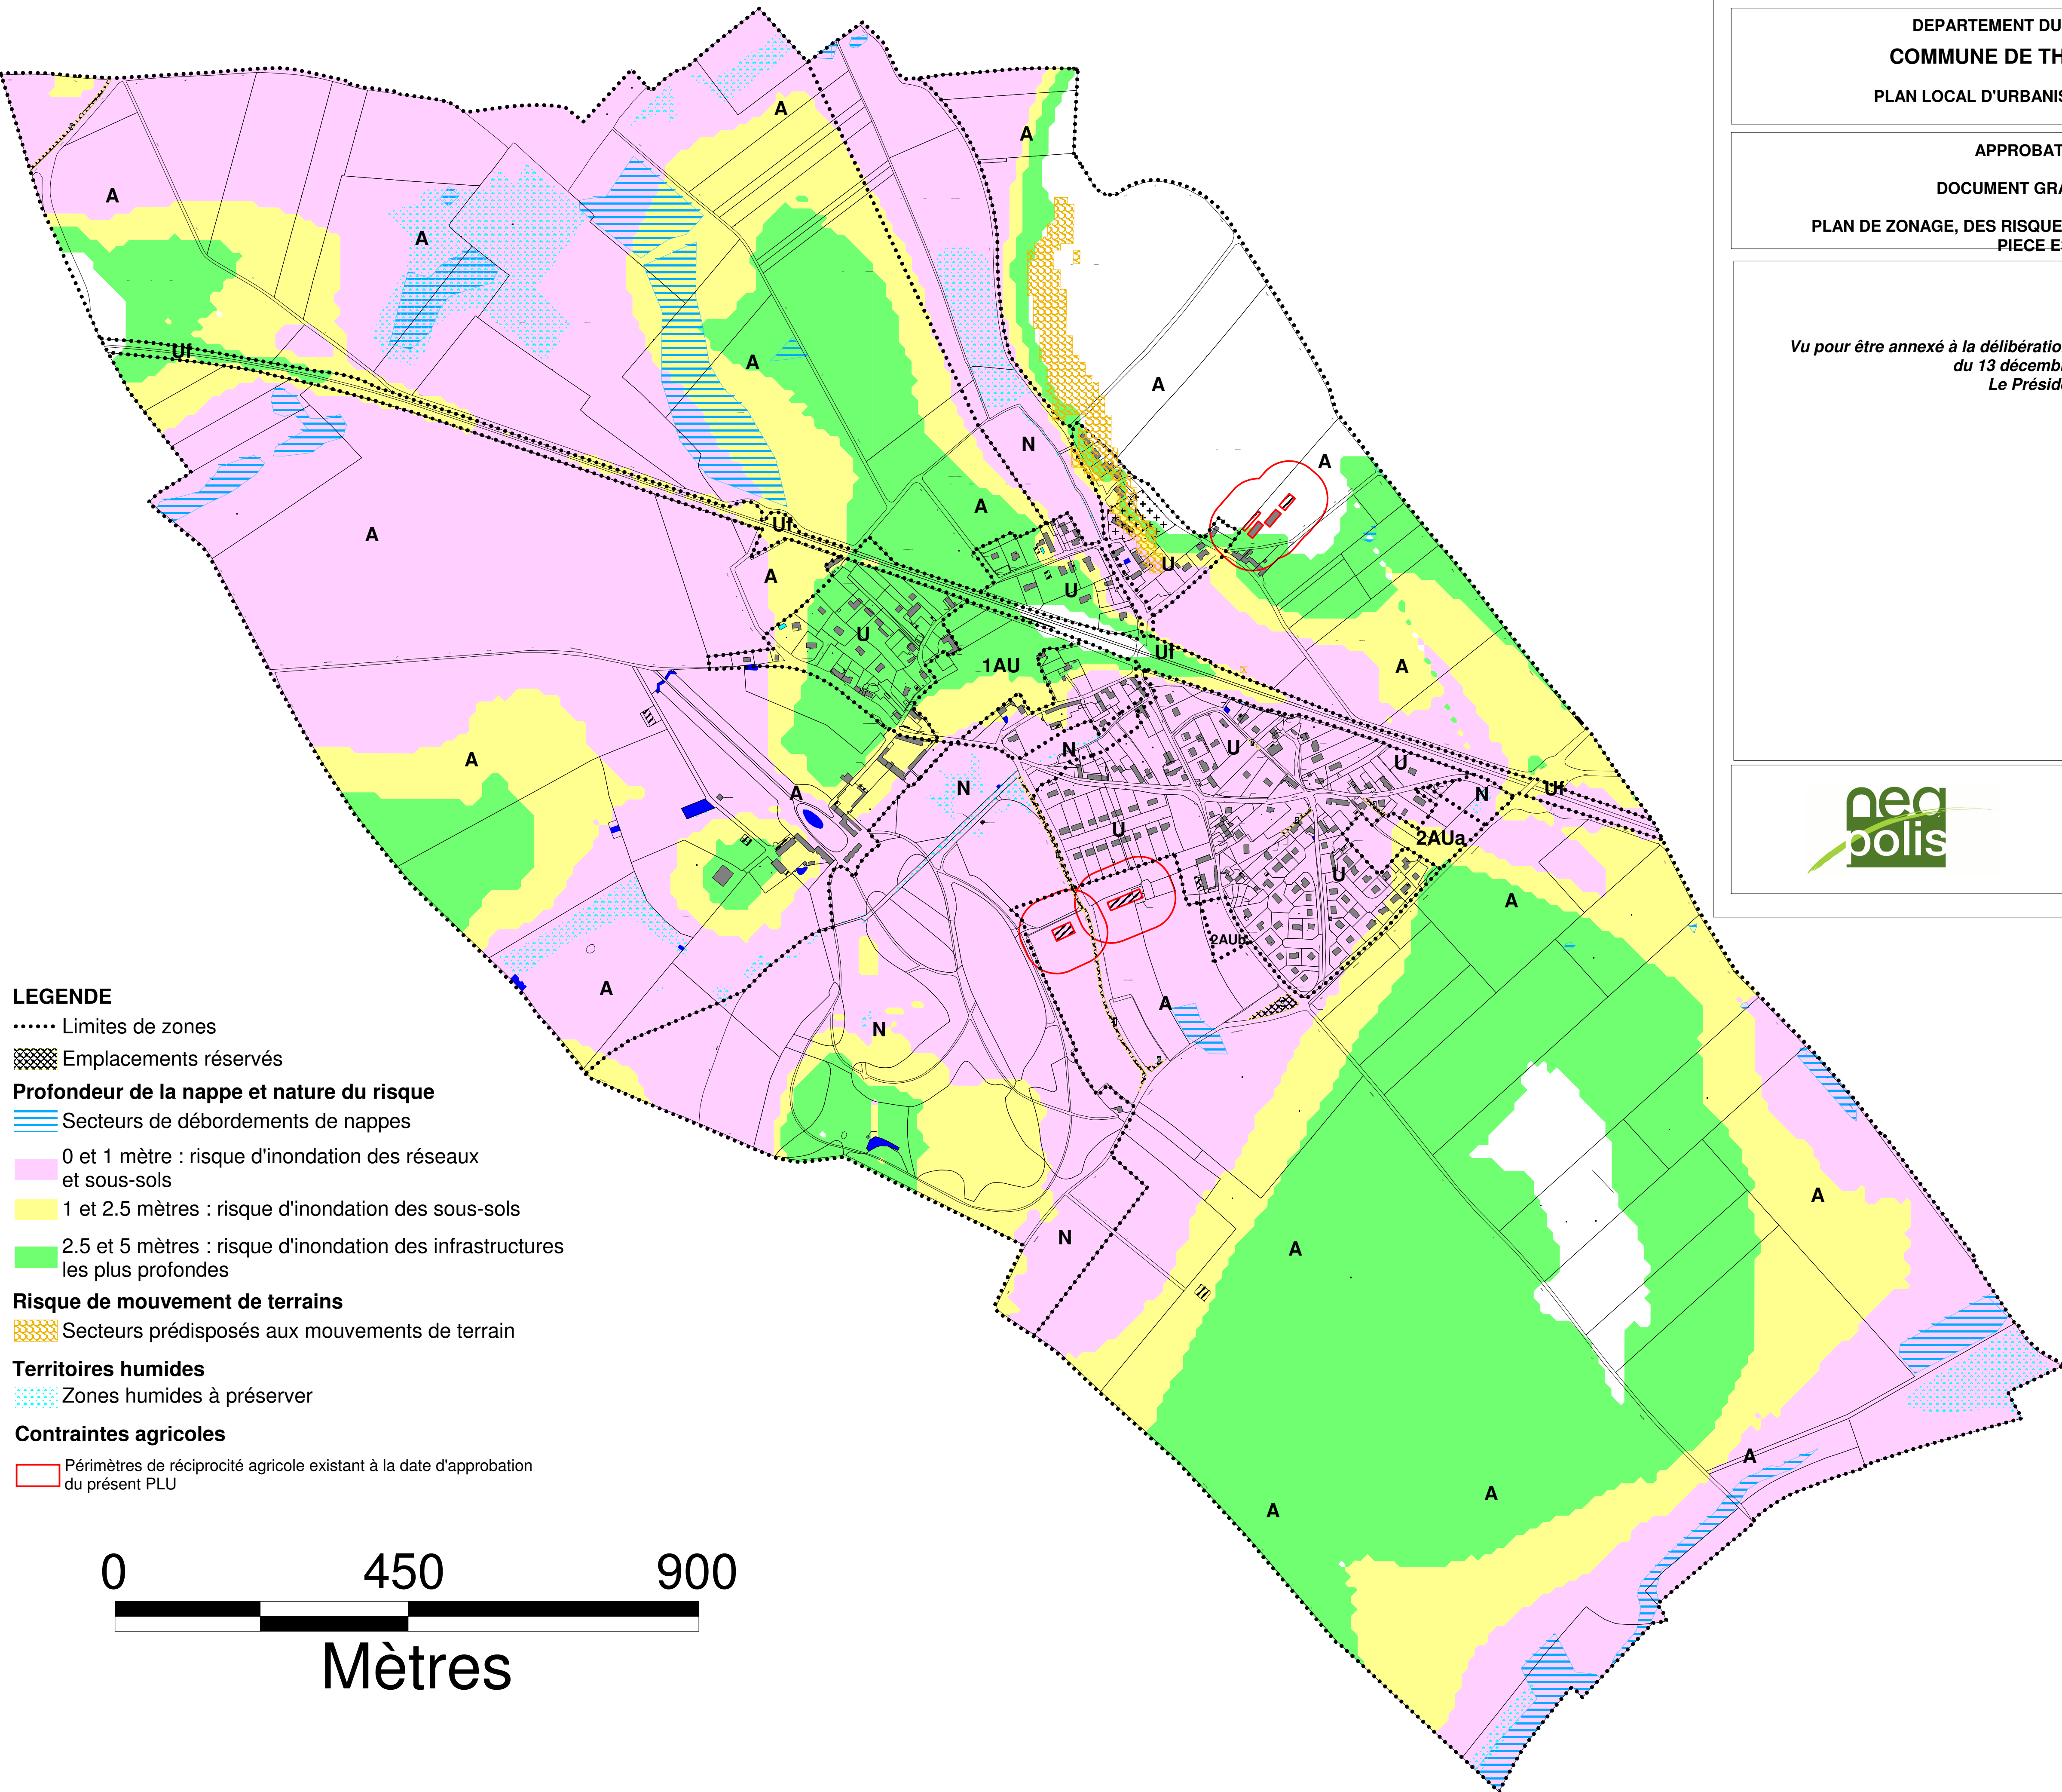 DEPARTEMENT DU
COMMUNE DE TH
PLAN LOCAL D'URBANIS
APPROBAT
DOCUMENT GRA
PLAN DE ZONAGE, DES RISQUE
PIECE E
Vu pour être annexé à la délibératio
du 13 décemb
Le Présid
nea
polis
A
A
A
A
A
Uf
A
A
N
A
A
A
Uf
A
U
U
U
1AU
Uf
A
A
N
U
U
A
N
N
Uf
U
2AUa
U
A
2AUb
A
A
N
A
N
A
A
A
A
LEGENDE
Limites de zones
Emplacements réservés
Profondeur de la nappe et nature du risque
Secteurs de débordements de nappes
0 et 1 mètre : risque d'inondation des réseaux
et sous-sols
1 et 2.5 mètres : risque d'inondation des sous-sols
2.5 et 5 mètres : risque d'inondation des infrastructures
les plus profondes
Risque de mouvement de terrains
Secteurs prédisposés aux mouvements de terrain
Territoires humides
Zones humides à préserver
Contraintes agricoles
Périmètres de réciprocité agricole existant à la date d'approbation
du présent PLU
0 450 900
Mètres